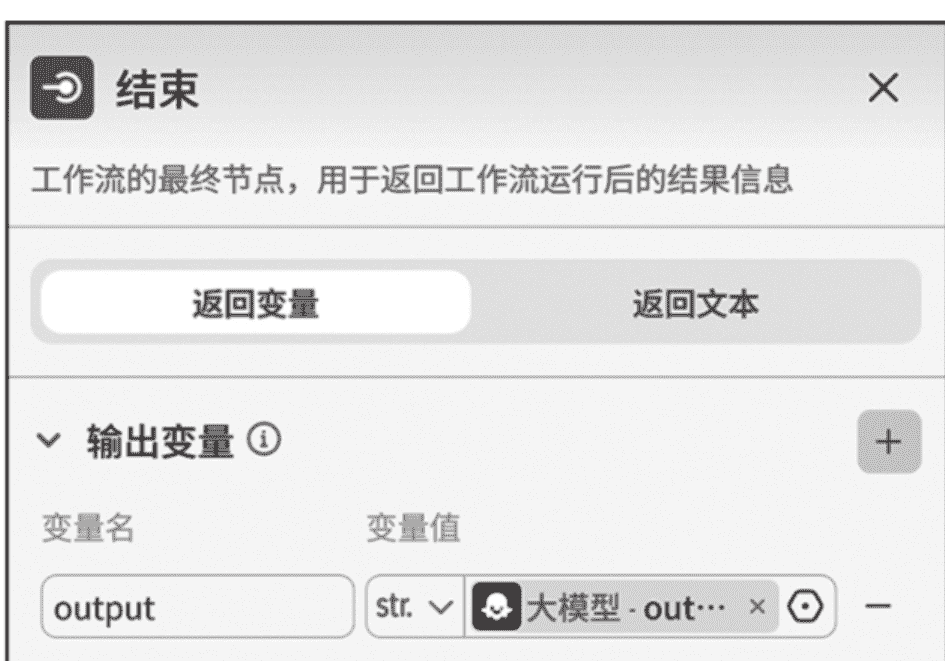 结束
工作流的最终节点，用于返回工作流运行后的结果信息
返回变量 返回文本
输出变量
变量名 变量值
output str. 大模型 · out…